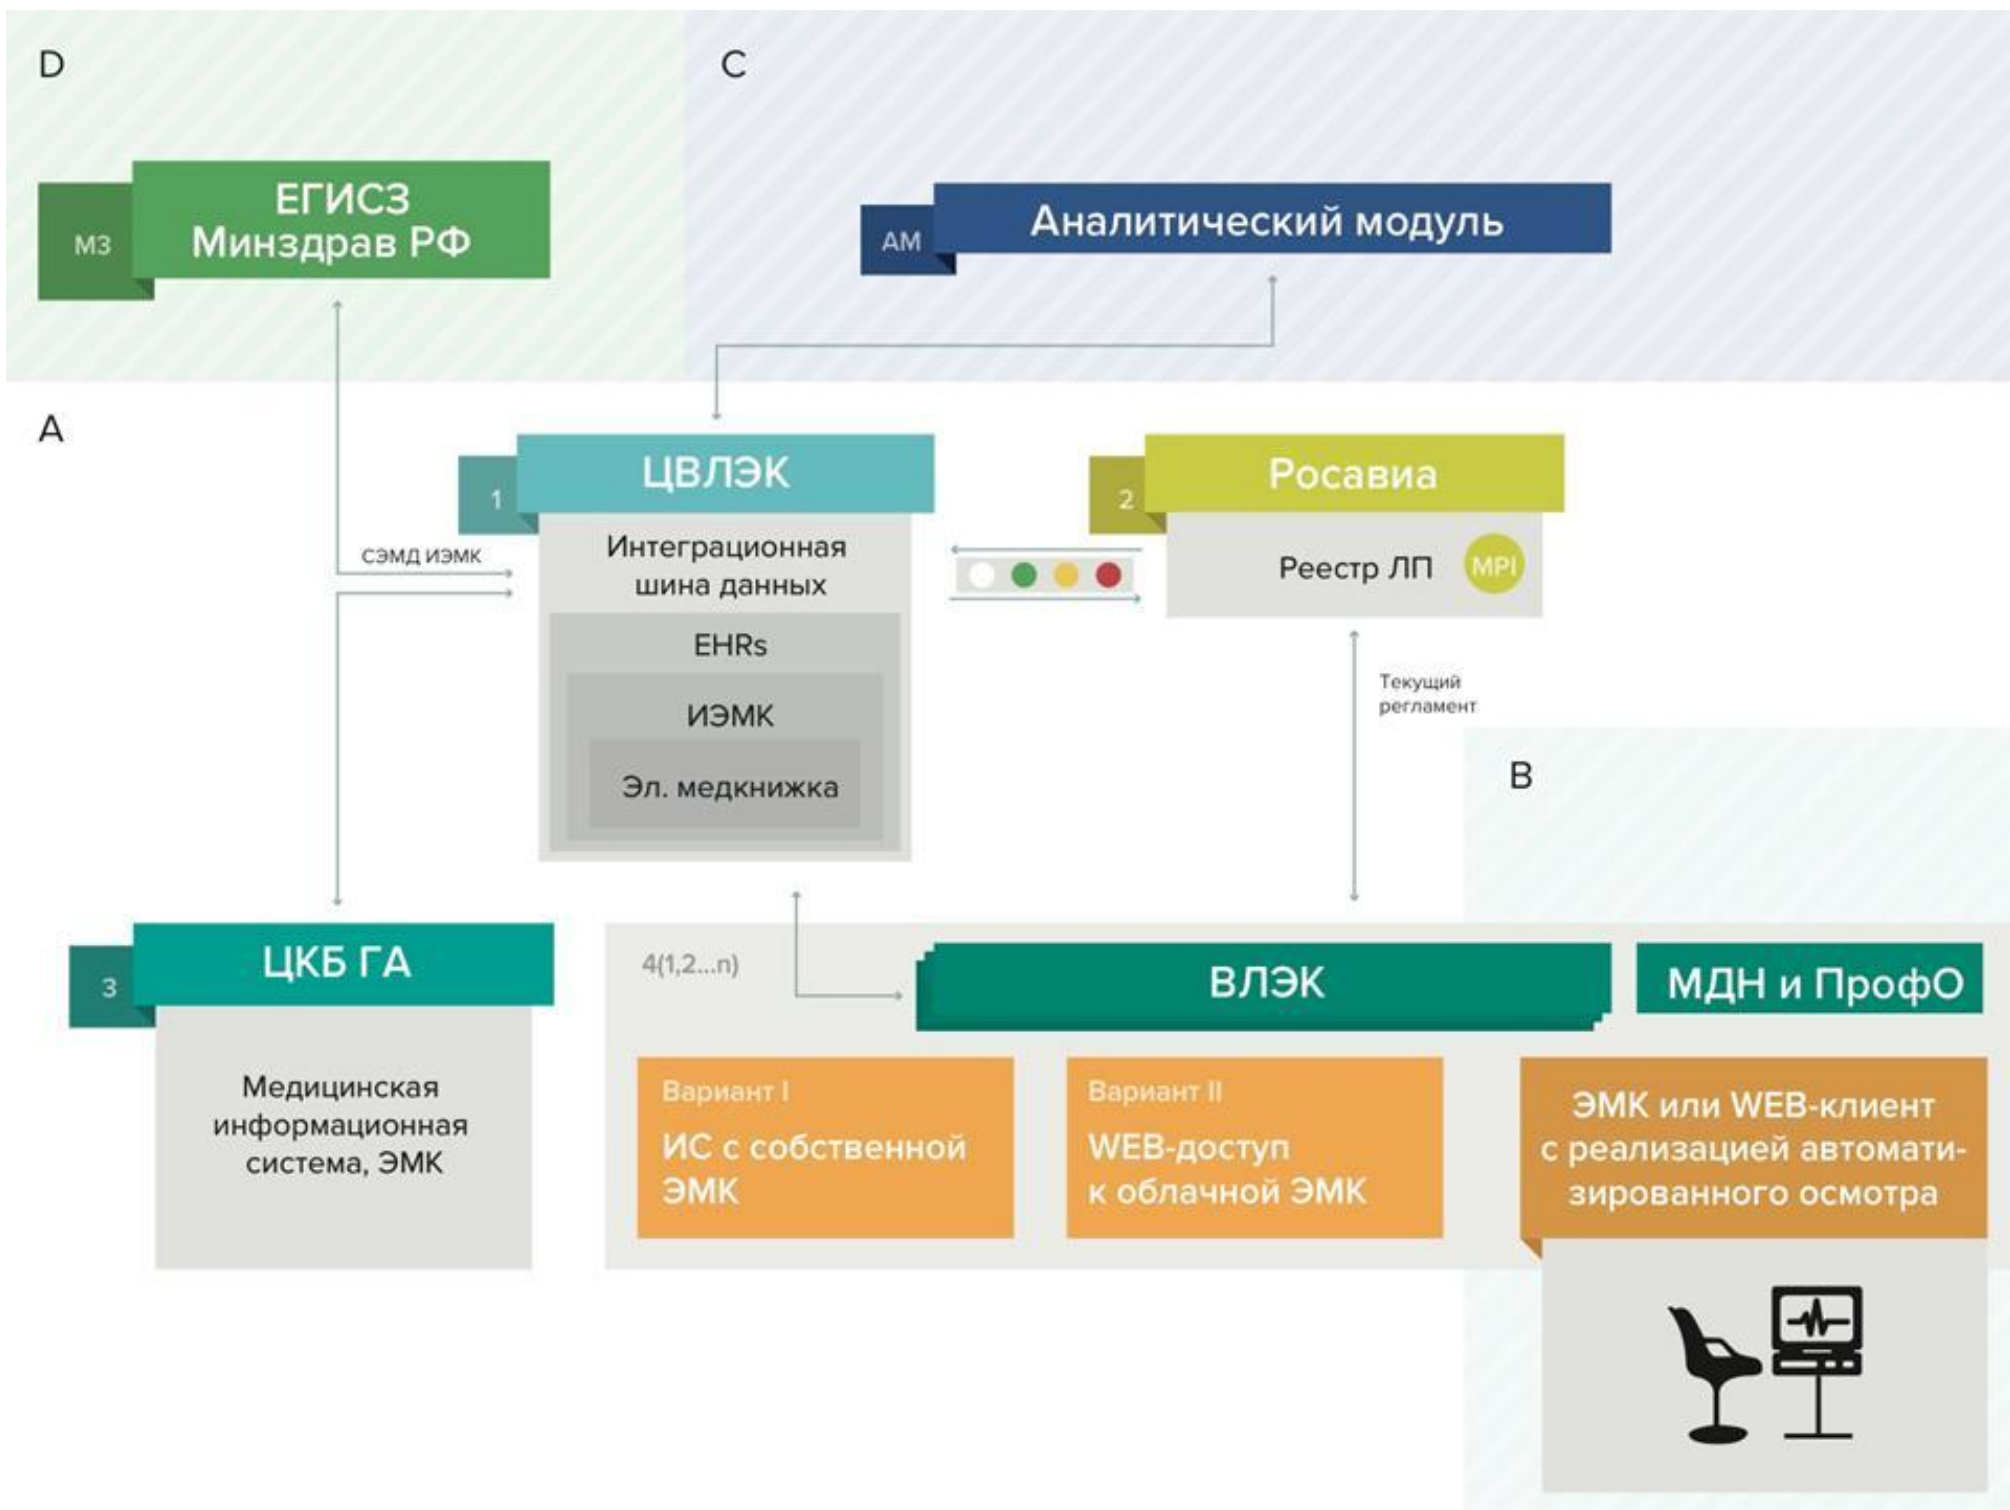 D
C
МЗ
ЕГИСЗ
Минздрав РФ
АМ
Аналитический модуль
A
1
ЦВЛЭК
Интеграционная
шина данных
EHRs
ИЭМК
Эл. медкнижка
2
Росавиа
Реестр ЛП
MPI
СЭМД ИЭМК
Текущий
регламент
B
3
ЦКБ ГА
Медицинская
информационная
система, ЭМК
4(1,2...n)
ВЛЭК
МДН и ПрофО
Вариант I
ИС с собственной
ЭМК
Вариант II
WEB-доступ
к облачной ЭМК
ЭМК или WEB-клиент
с реализацией автомати-
зированного осмотра